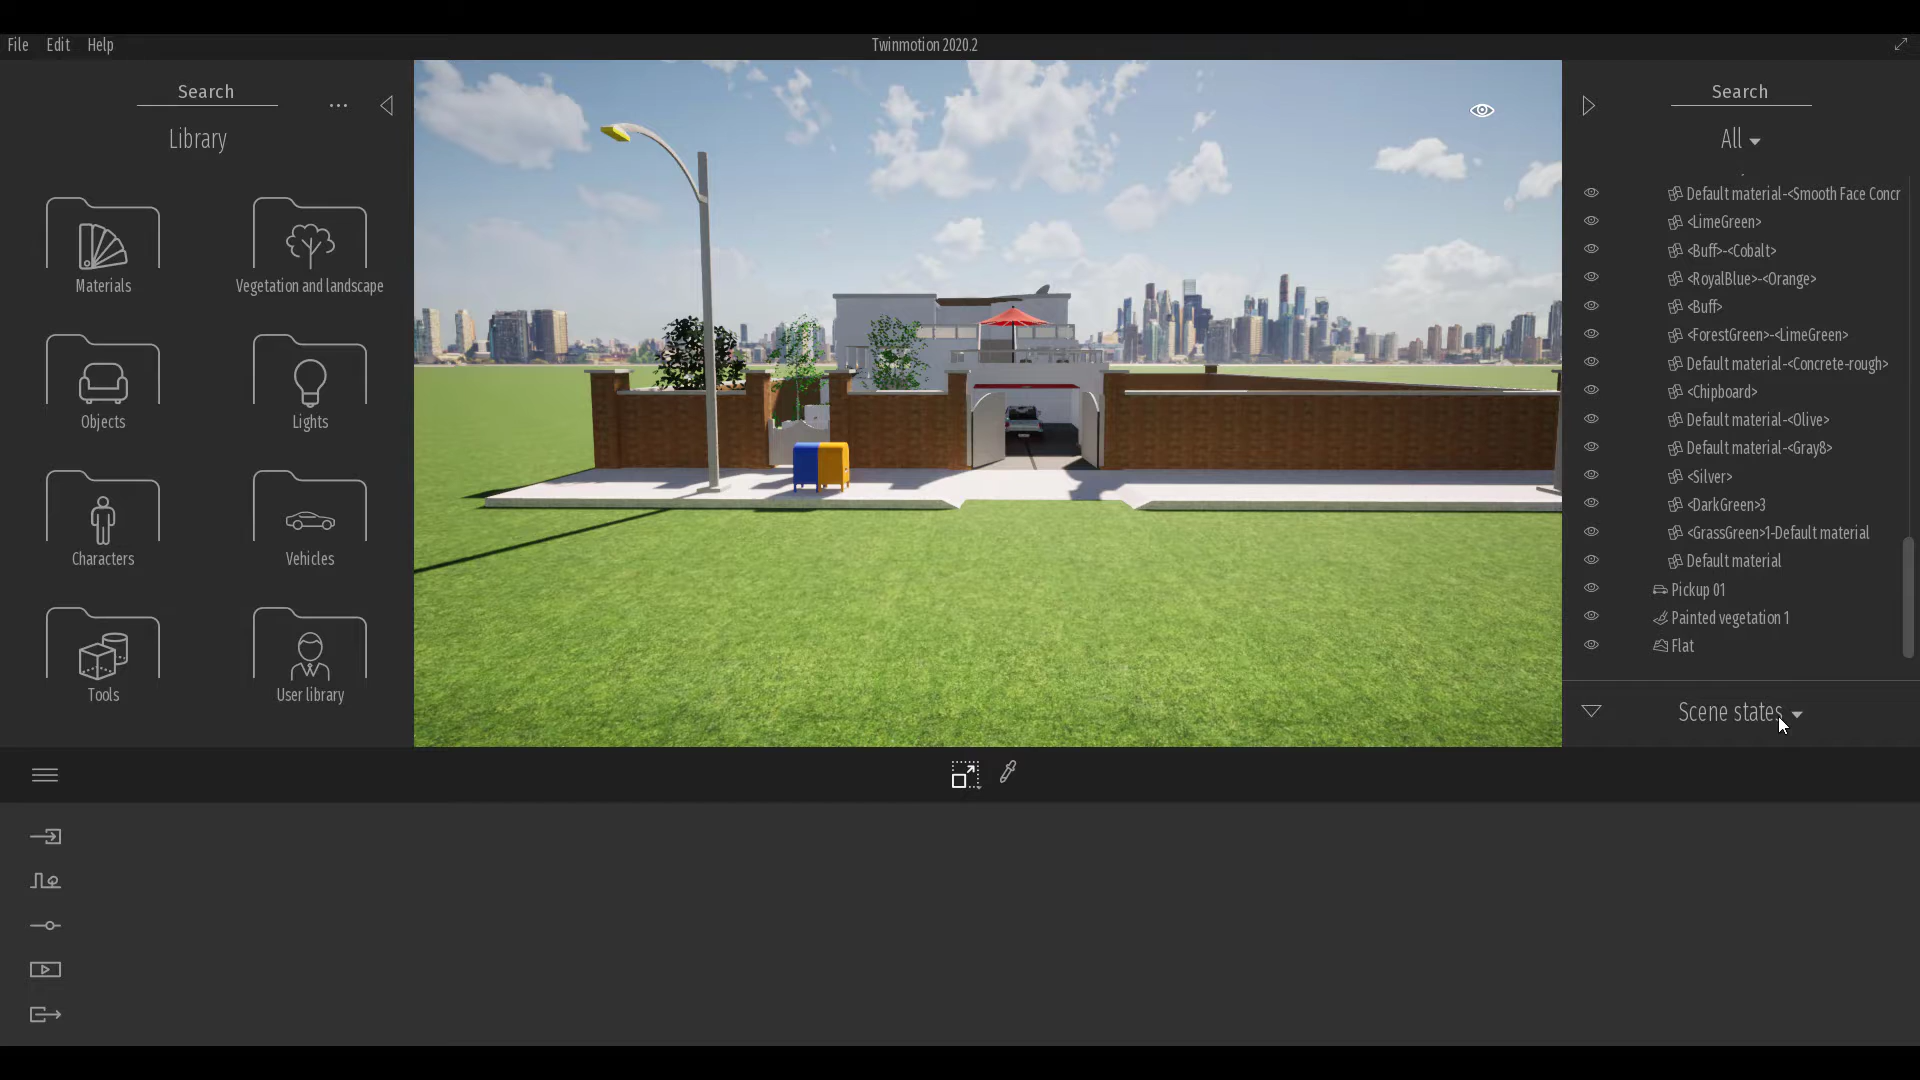 File Edit Help
Twinmotion 2020.2
Search
Library
Materials
Vegetation and landscape
Objects
Lights
Characters
Vehicles
Tools
User library
Search
All
Default material-<Smooth Face Concr
<LimeGreen>
<Buff>-<Cobalt>
<RoyalBlue>-<Orange>
<Buff>
<ForestGreen>-<LimeGreen>
Default material-<Concrete-rough>
<Chipboard>
Default material-<Olive>
Default material-<Gray8>
<Silver>
<DarkGreen>3
<GrassGreen>1-Default material
Default material
Pickup 01
Painted vegetation 1
Flat
Scene states